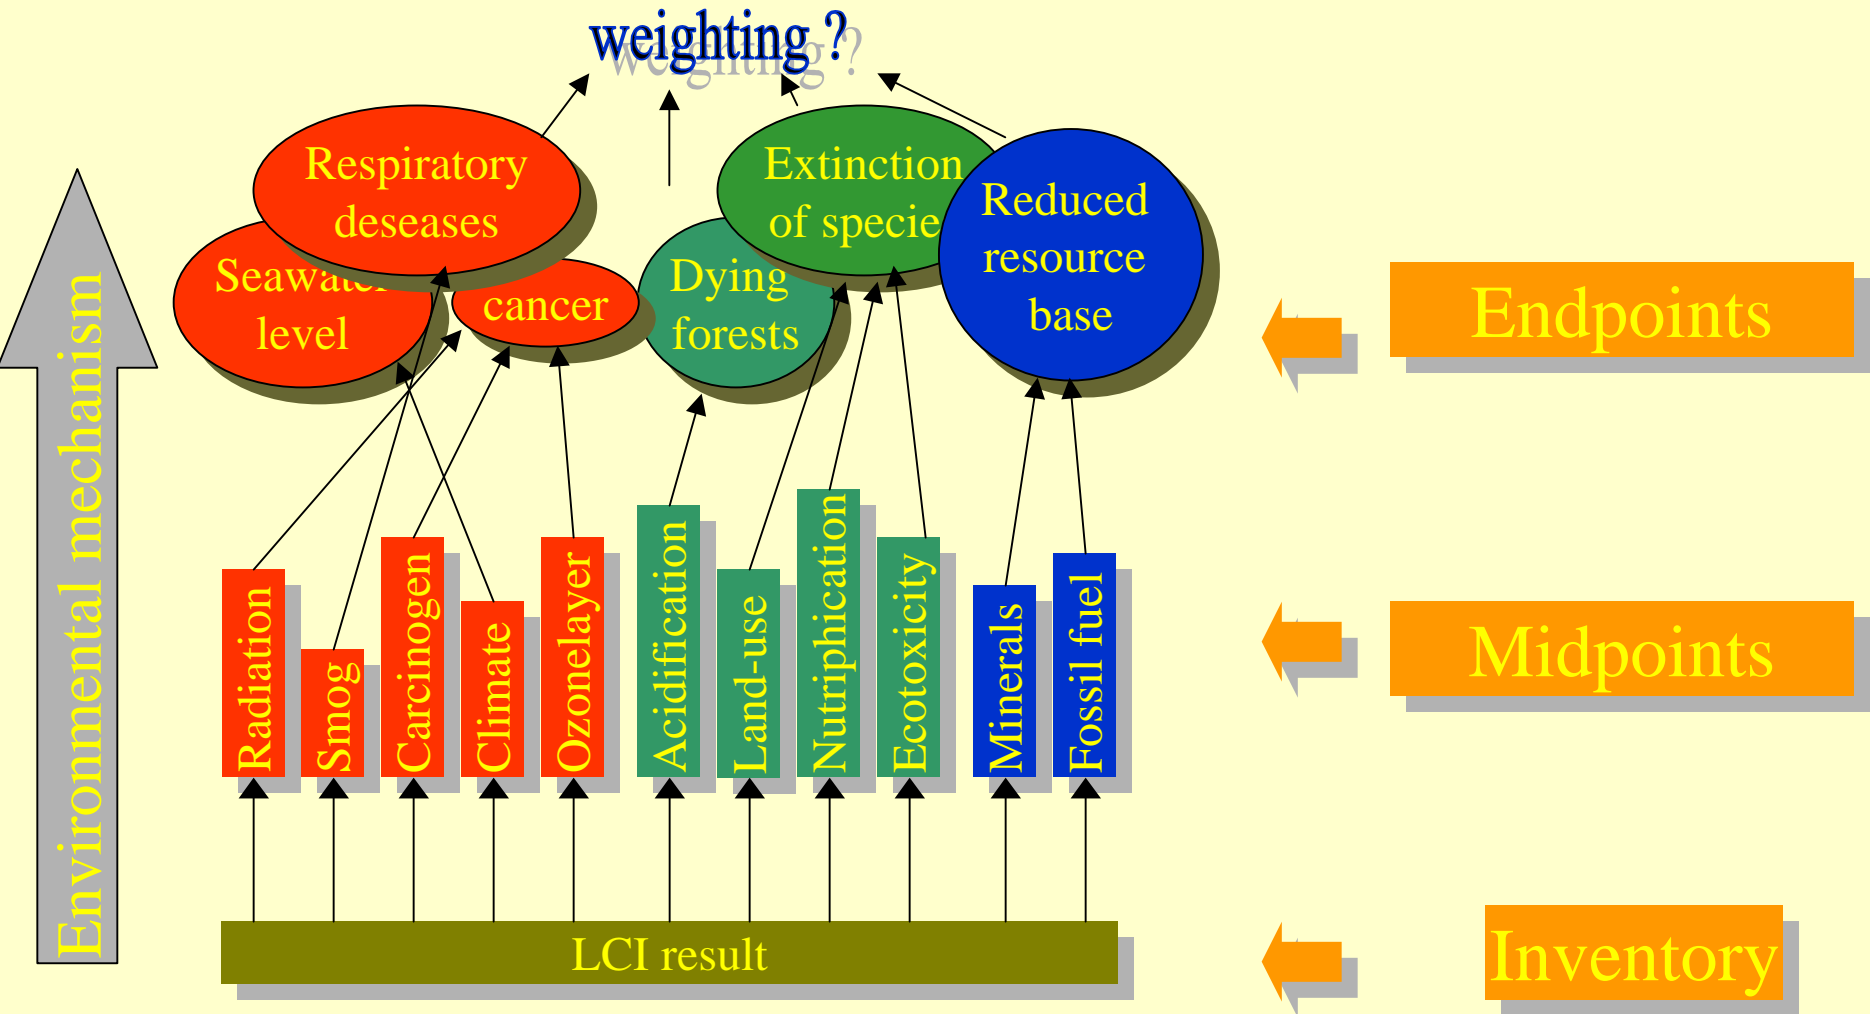 weighting ?
Respiratory
deseases
Seawater
level
cancer
Dying
forests
Extinction
of specie
Reduced
resource
base
Endpoints
Environmental mechanism
Radiation
Smog
Carcinogen
Climate
Ozonelayer
Acidification
Land-use
Nutriphication
Ecotoxicity
Minerals
Fossil fuel
Midpoints
LCI result
Inventory